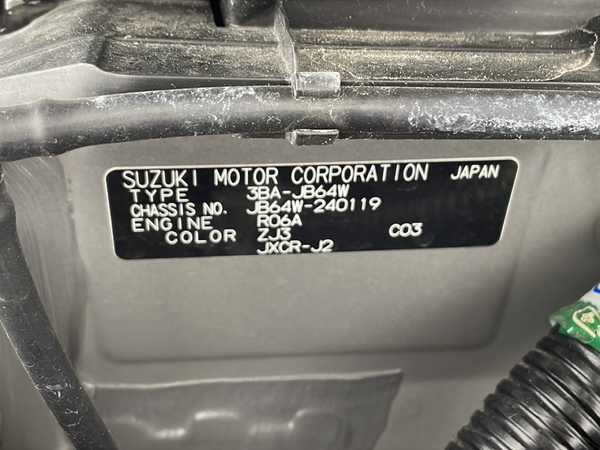 SUZUKI MOTOR CORPORATION JAPAN
TYPE 3BA-JB64W
CHASSIS NO. JB64W-240119
ENGINE R06A
COLOR ZJ3 C03
JXCR-J2